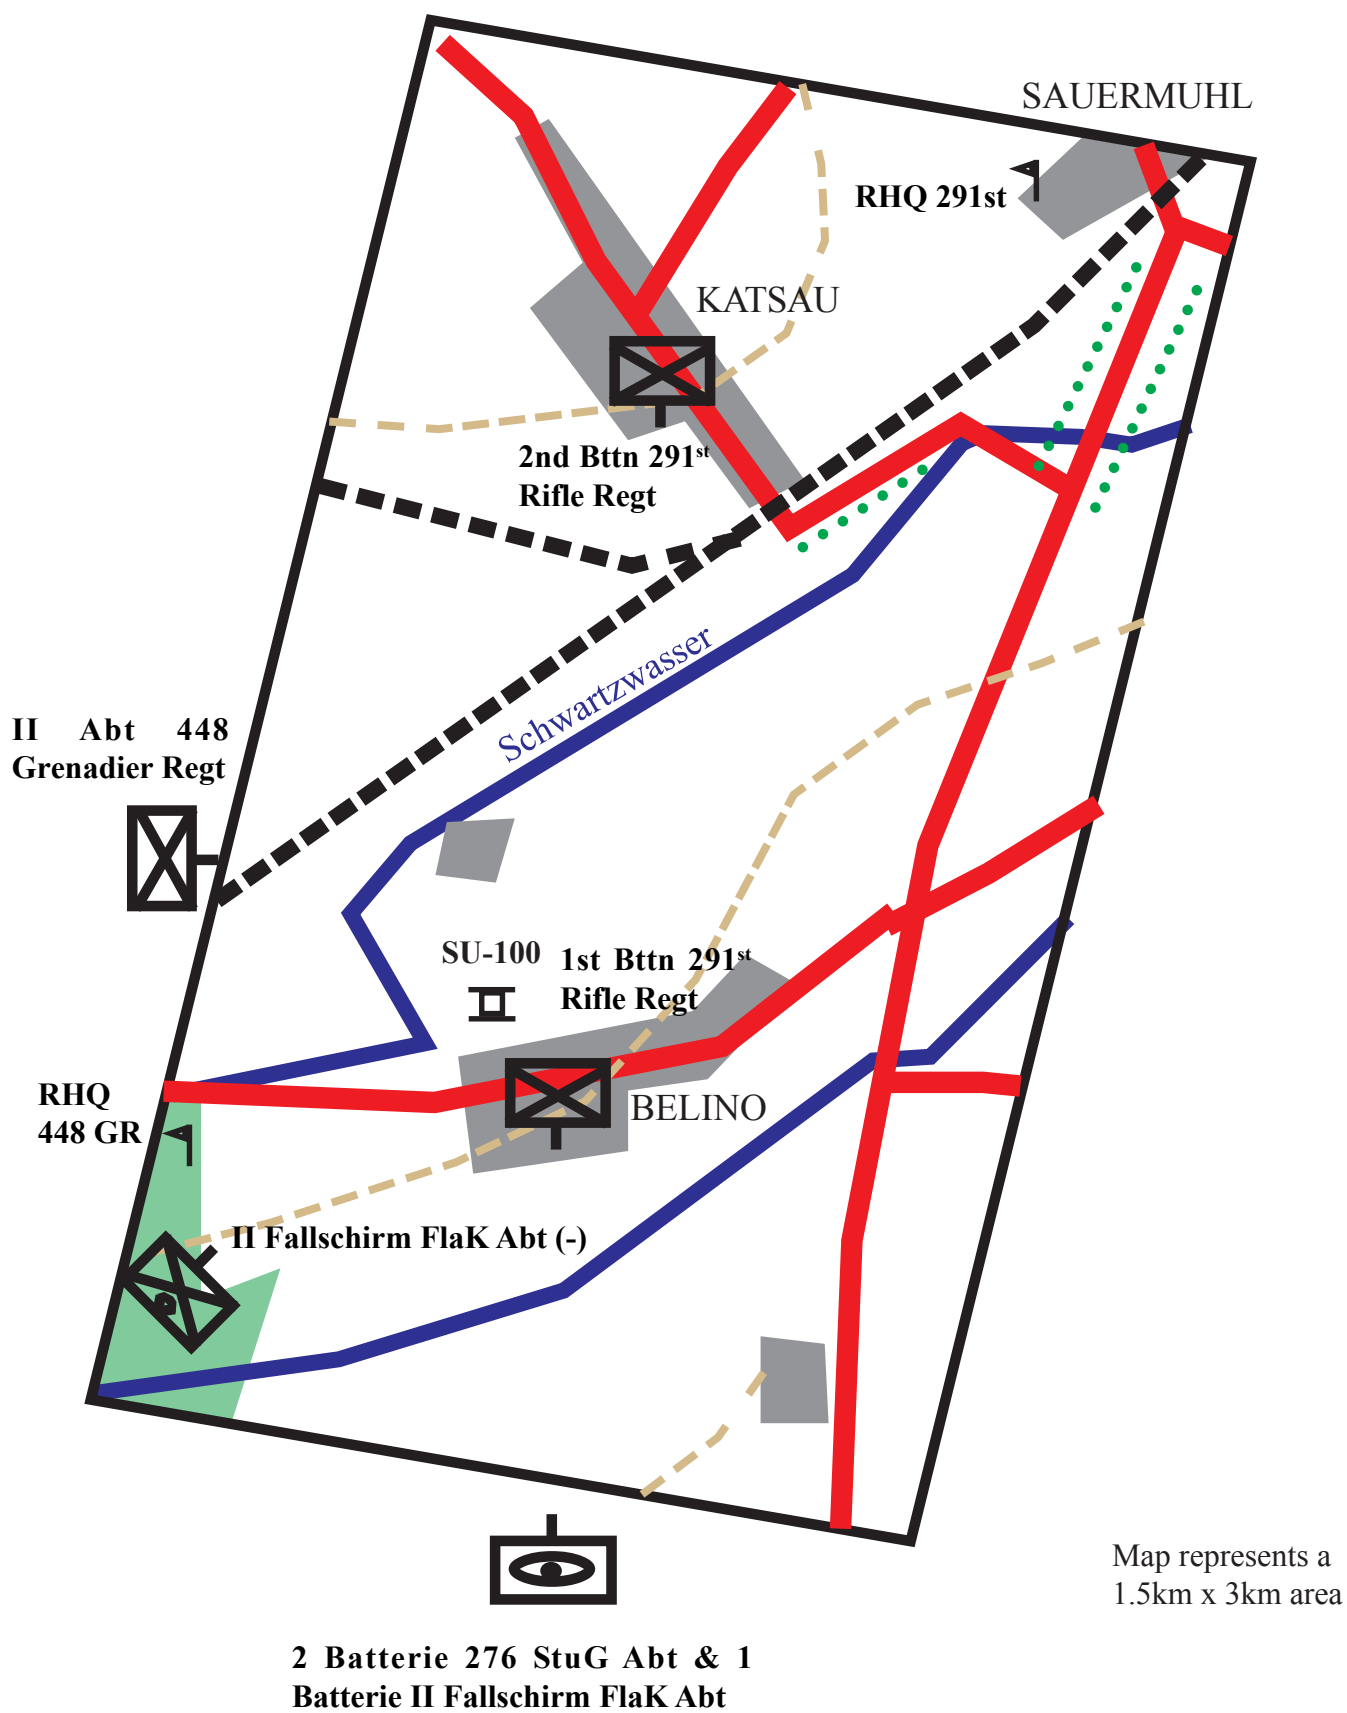 SAUERMUHL
RHQ 291st
KATSAU
2nd Bttn 291st
Rifle Regt
Schwartzwasser
II Abt 448
Grenadier Regt
SU-100
1st Bttn 291st
Rifle Regt
RHQ
448 GR
BELINO
II Fallschirm FlaK Abt (-)
Map represents a
1.5km x 3km area
2 Batterie 276 StuG Abt & 1
Batterie II Fallschirm FlaK Abt